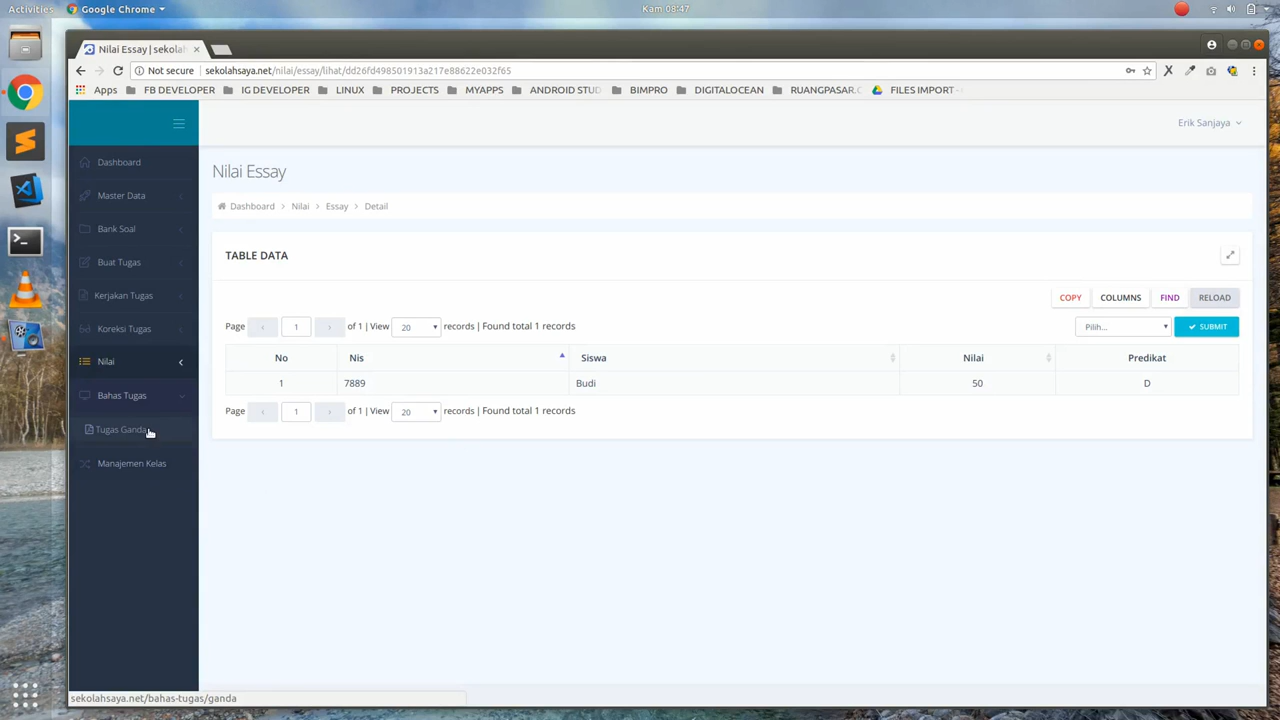 Activities Google Chrome Kam 08:47
Nilai Essay | sekolah
Not secure sekolahsaya.net/nilai/essay/lihat/dd26fd498501913a217e88622e032f65
Apps FB DEVELOPER IG DEVELOPER LINUX PROJECTS MYAPPS ANDROID STUD BIMPRO DIGITALOCEAN RUANGPASAR.C FILES IMPORT -
Erik Sanjaya
Dashboard
Master Data
Bank Soal
Buat Tugas
Kerjakan Tugas
Koreksi Tugas
Nilai
Bahas Tugas
Tugas Ganda
Manajemen Kelas
Nilai Essay
Dashboard > Nilai > Essay > Detail
TABLE DATA
COPY COLUMNS FIND RELOAD
Page ‹ 1 › of 1 | View 20 records | Found total 1 records Pilih... SUBMIT
No Nis Siswa Nilai Predikat
1 7889 Budi 50 D
Page ‹ 1 › of 1 | View 20 records | Found total 1 records
sekolahsaya.net/bahas-tugas/ganda